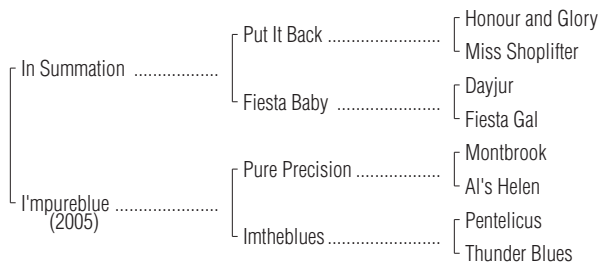 Honour and Glory
Put It Back ........................
Miss Shoplifter
In Summation ..................
Dayjur
Fiesta Baby ......................
Fiesta Gal
Montbrook
Pure Precision .................
Al's Helen
I'mpureblue ......................
(2005)
Pentelicus
Imtheblues ........................
Thunder Blues